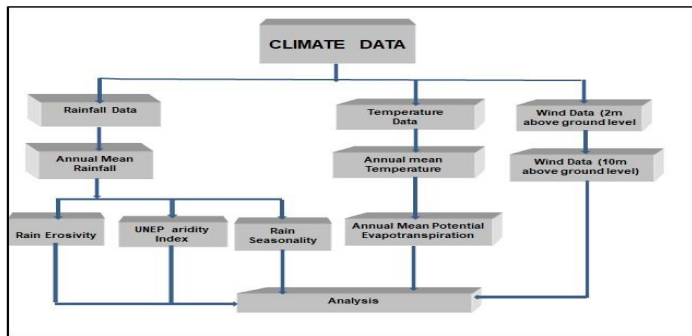 CLIMATE DATA
Rainfall Data
Temperature
Data
Wind Data (2m
above ground level
Annual Mean
Rainfall
Annual mean
Temperature
Wind Data (10m
above ground level)
Rain Erosivity
UNEP aridity
Index
Rain
Seasonality
Annual Mean Potential
Evapotranspiration
Analysis